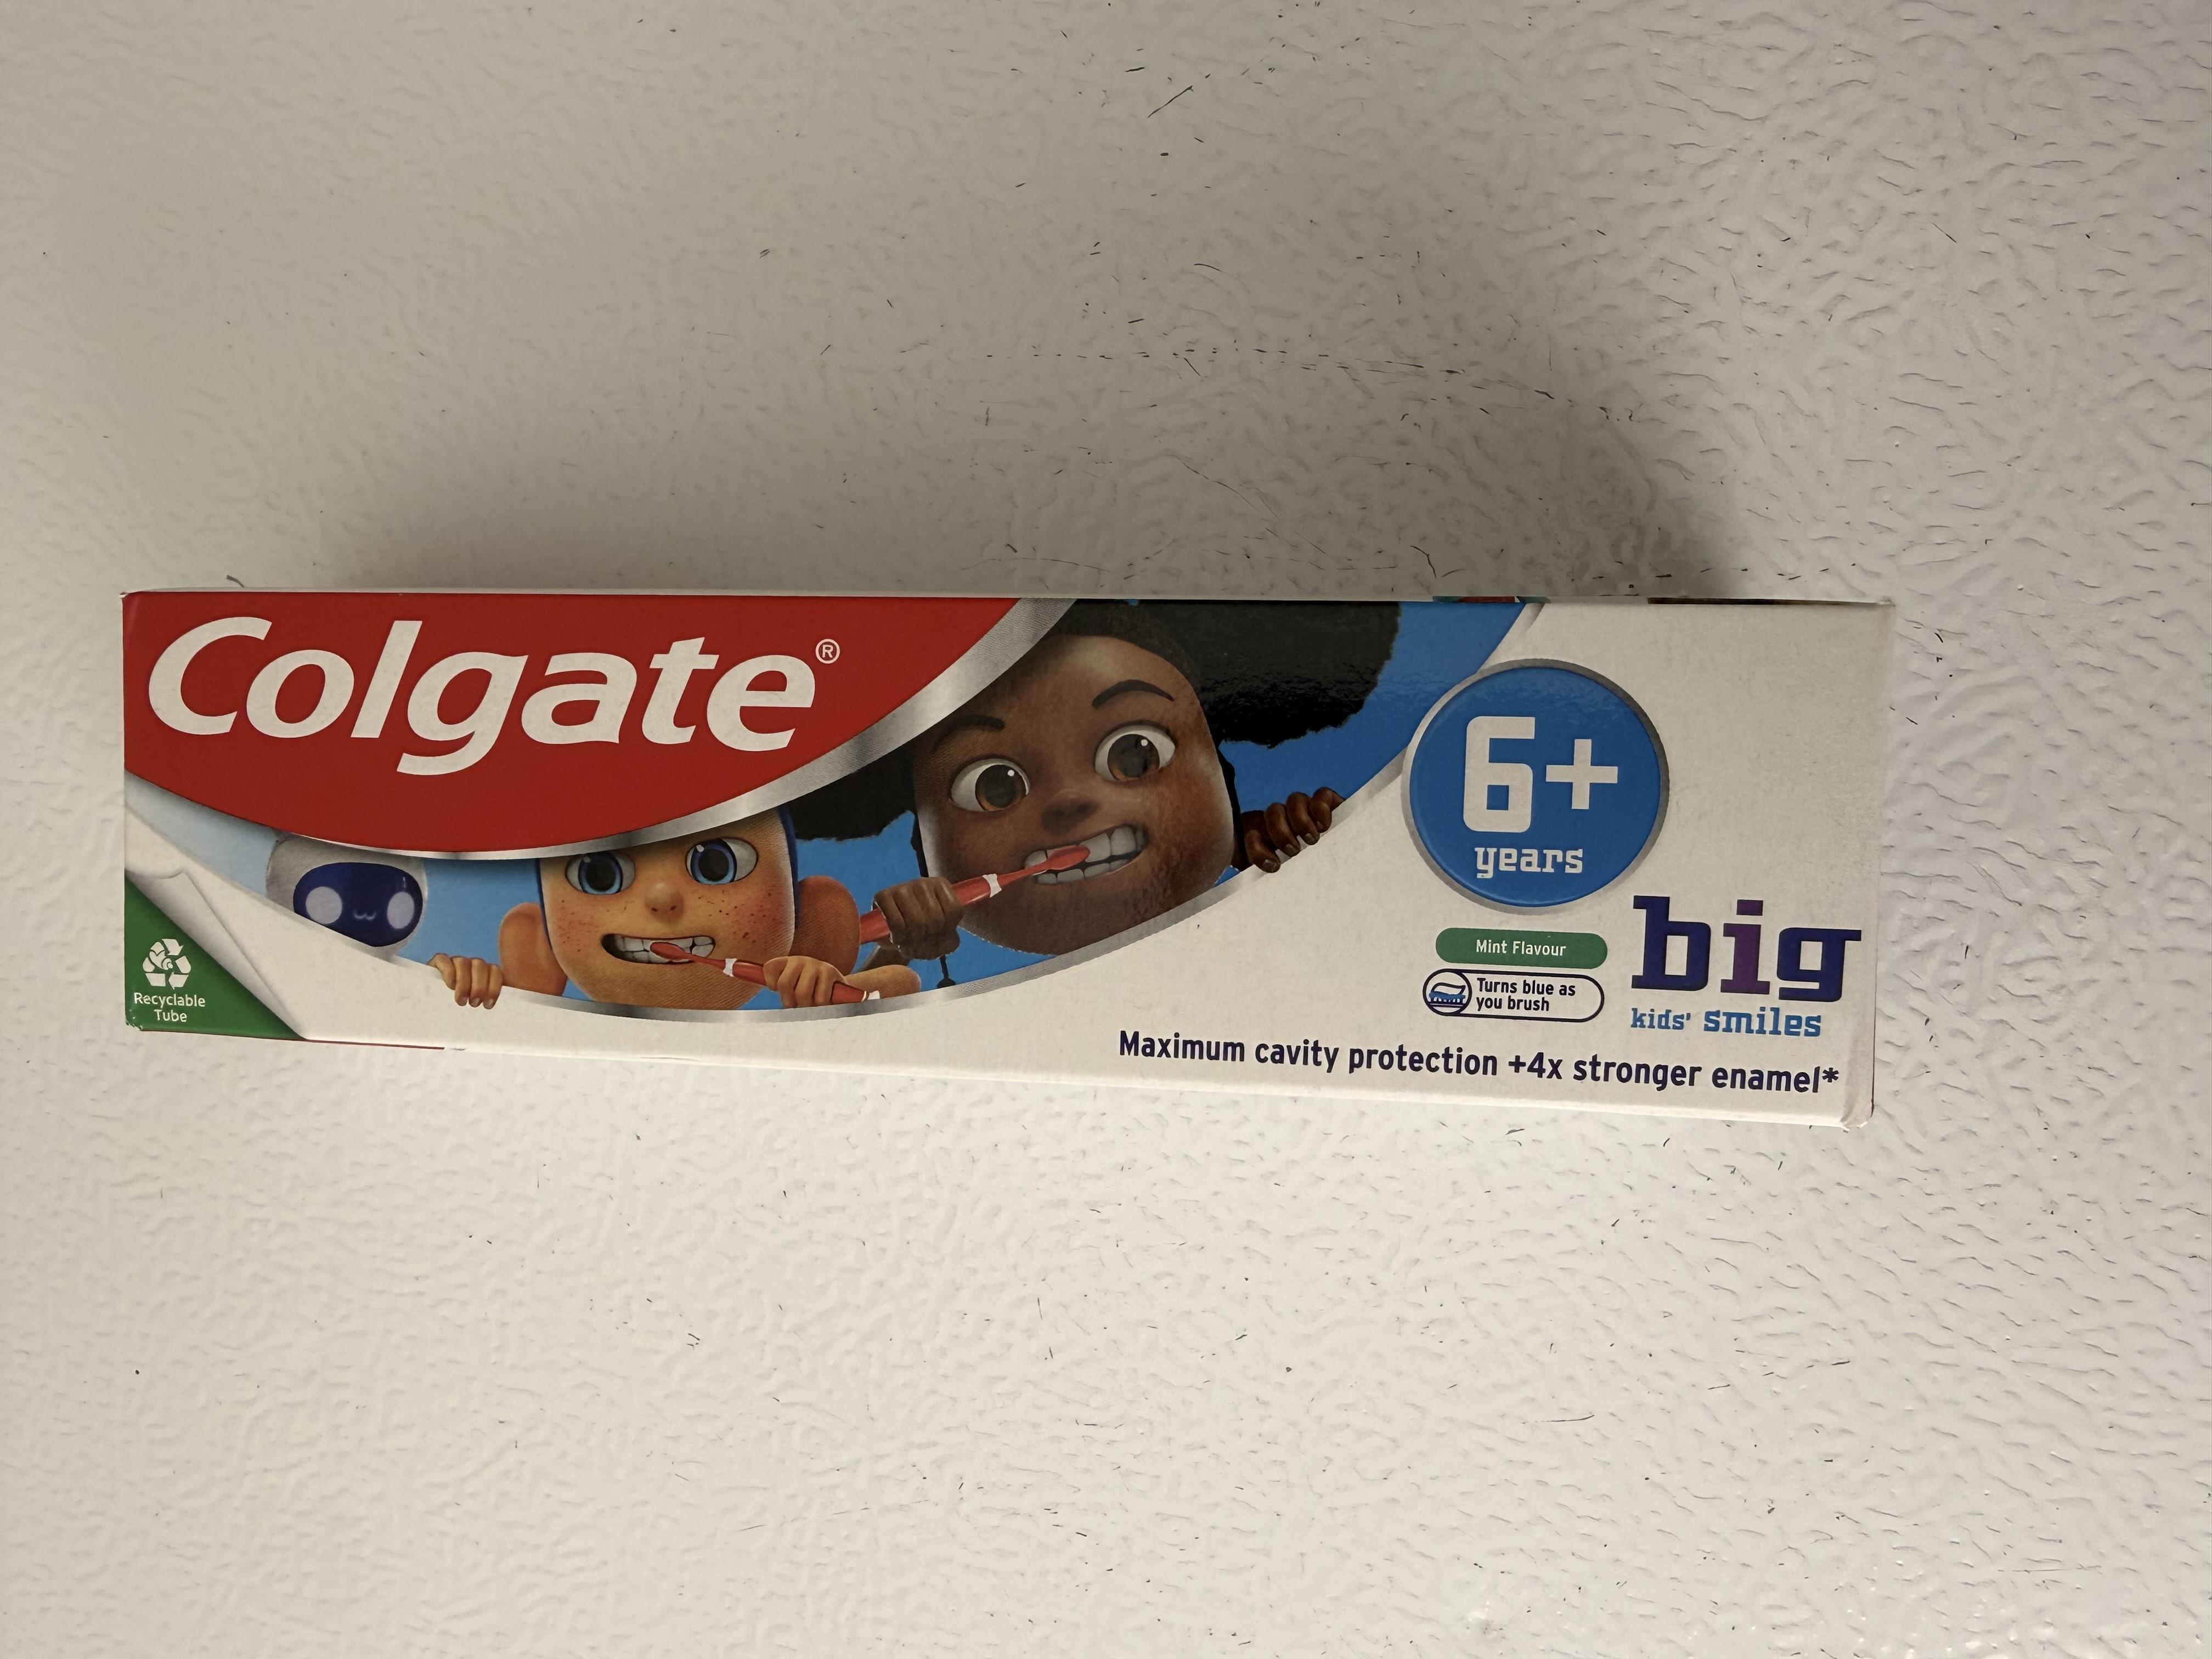 Colgate®
6+
years
Mint Flavour
Turns blue as
you brush
big
kids' smiles
Recyclable
Tube
Maximum cavity protection +4x stronger enamel*